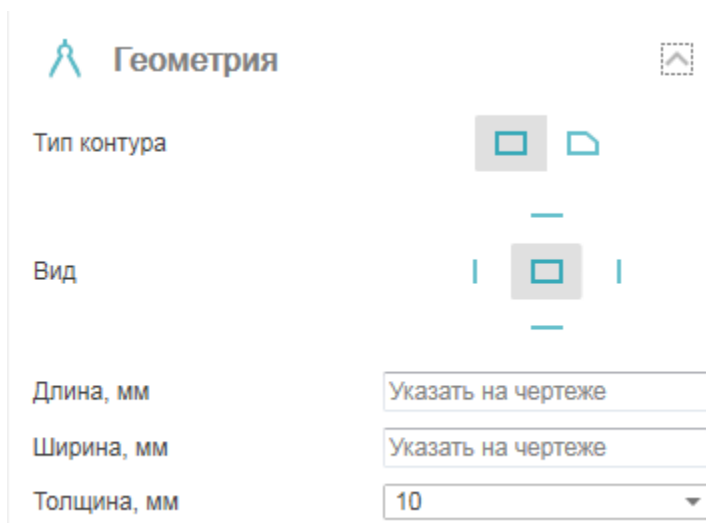 Геометрия
Тип контура
Вид
Длина, мм Указать на чертеже
Ширина, мм Указать на чертеже
Толщина, мм 10